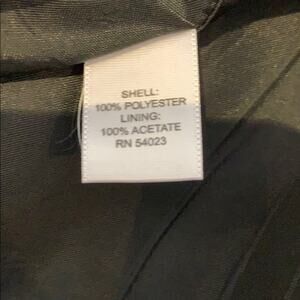 SHELL:
100% POLYESTER
LINING:
100% ACETATE
RN 54023